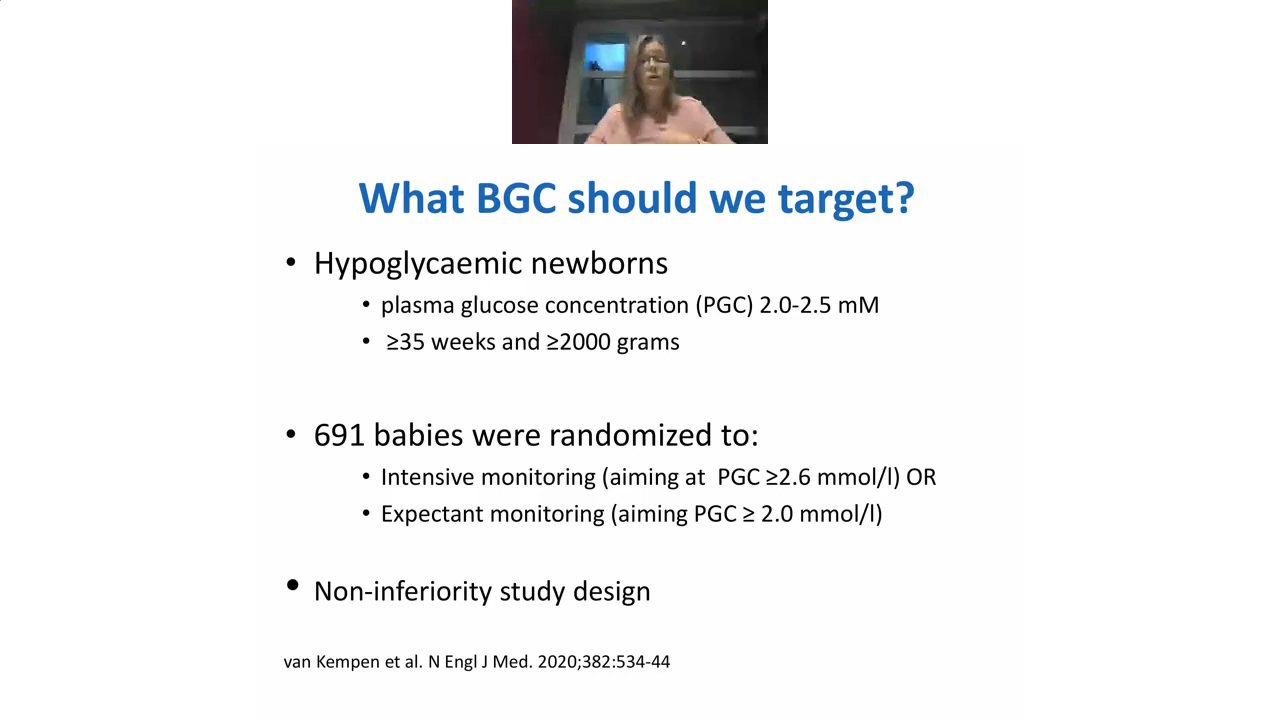 What BGC should we target?
• Hypoglycaemic newborns
• plasma glucose concentration (PGC) 2.0-2.5 mM
• ≥35 weeks and ≥2000 grams
• 691 babies were randomized to:
• Intensive monitoring (aiming at PGC ≥2.6 mmol/l) OR
• Expectant monitoring (aiming PGC ≥ 2.0 mmol/l)
• Non-inferiority study design
van Kempen et al. N Engl J Med. 2020;382:534-44